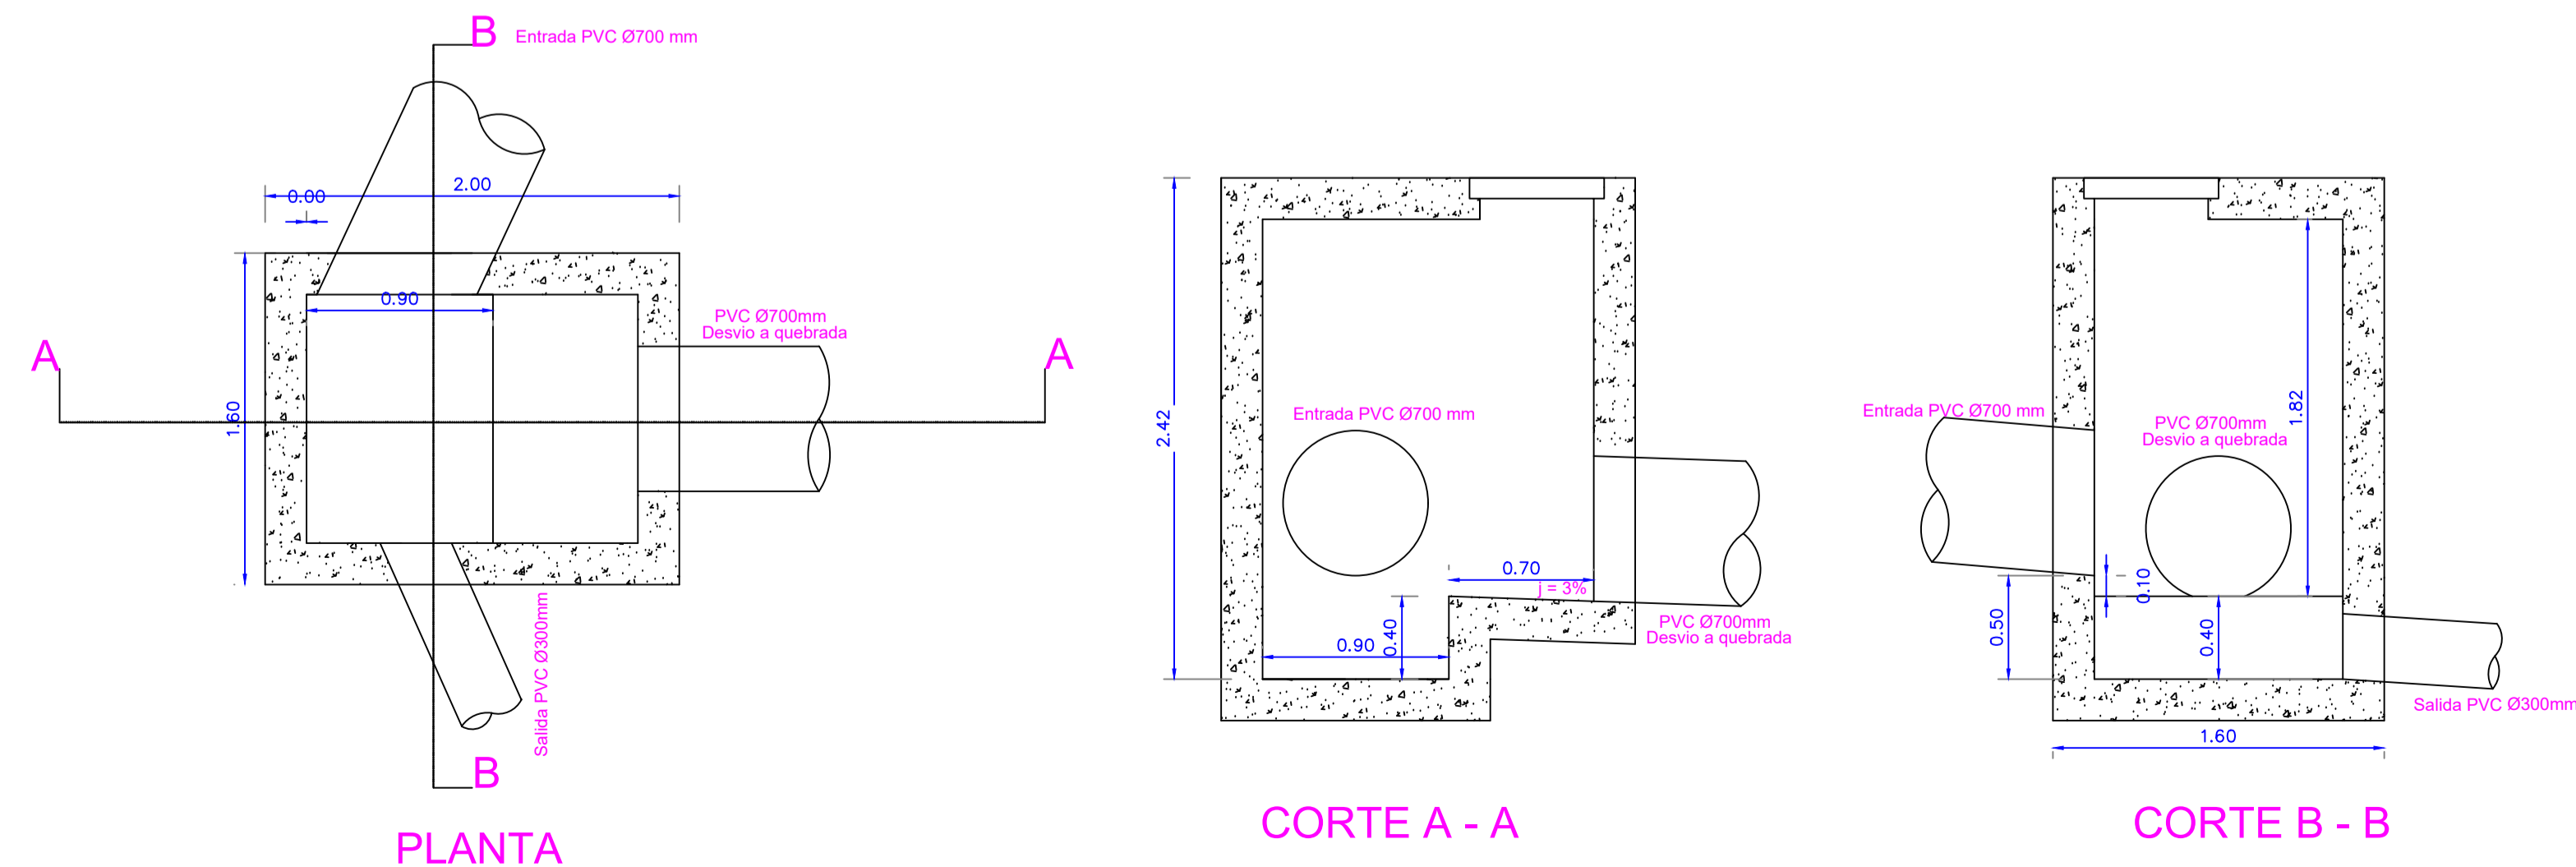 B
Entrada PVC Ø700 mm
2.00
0.00
0.90
PVC Ø700mm
Desvio a quebrada
A
A
1.60
Salida PVC Ø300mm
B
PLANTA
2.42
Entrada PVC Ø700 mm
0.70
j = 3%
0.40
0.90
PVC Ø700mm
Desvio a quebrada
CORTE A - A
Entrada PVC Ø700 mm
PVC Ø700mm
Desvio a quebrada
1.82
0.10
0.50
0.40
Salida PVC Ø300mm
1.60
CORTE B - B